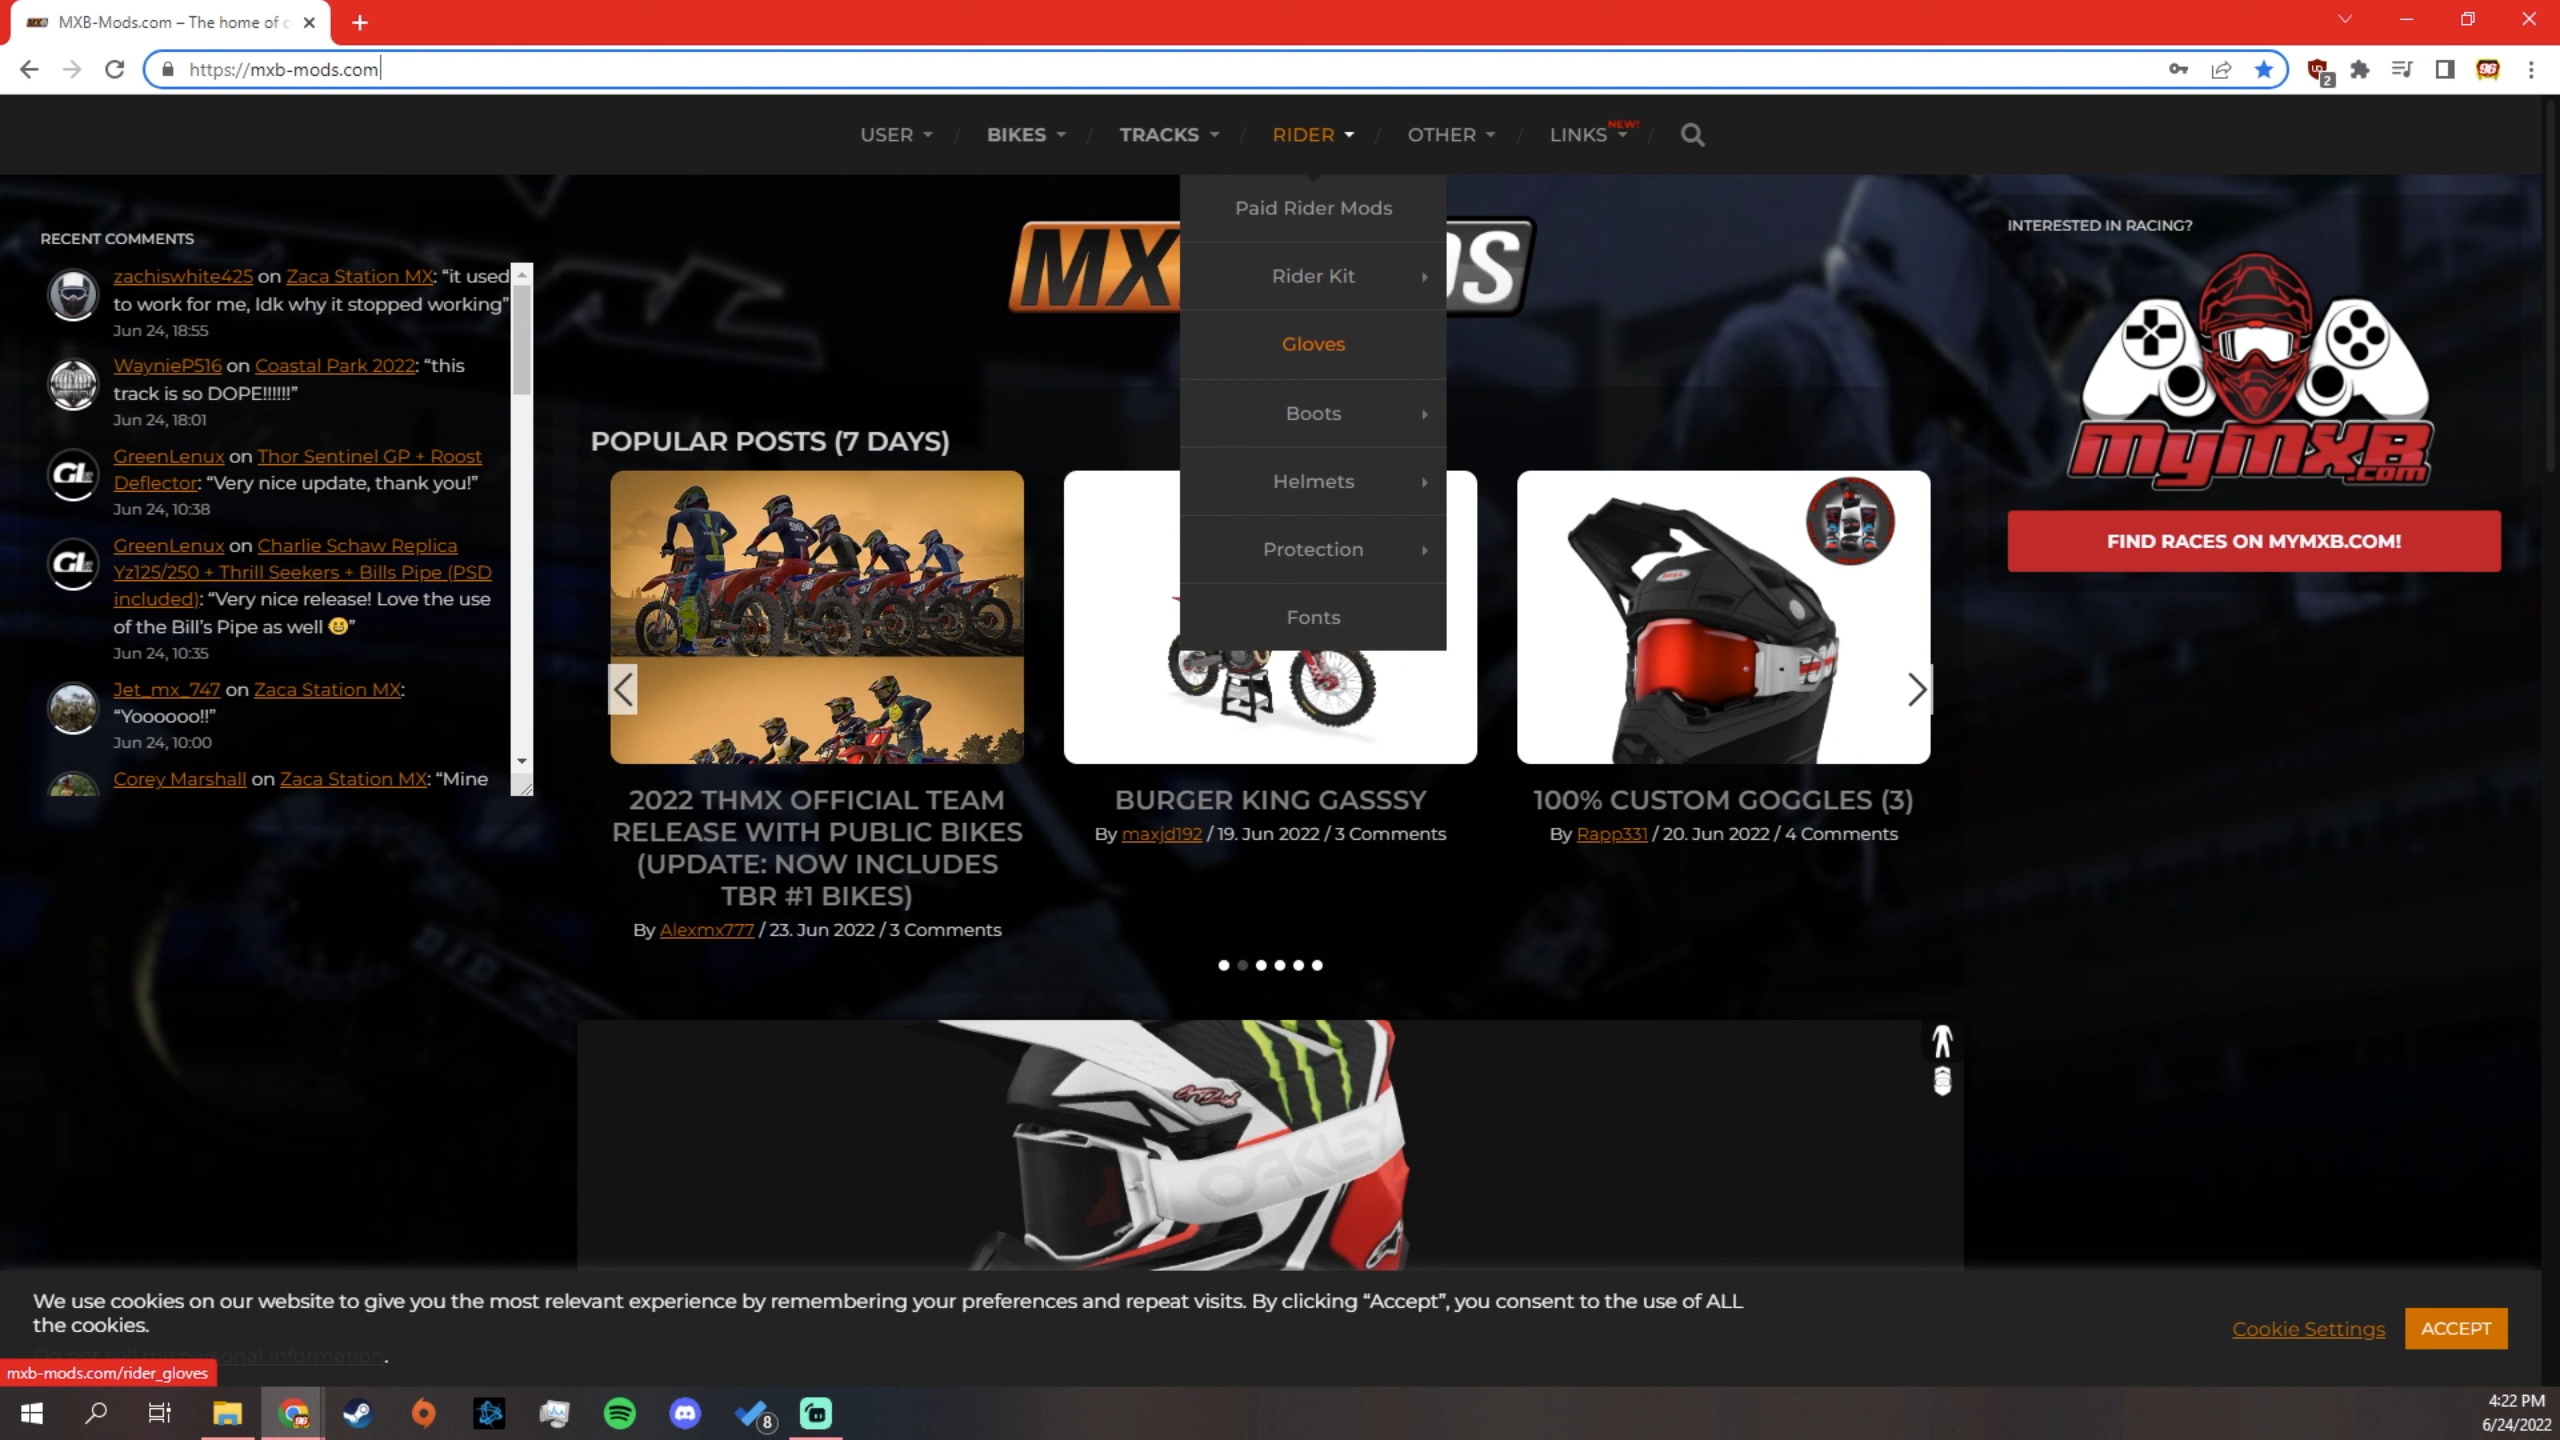 MXB-Mods.com – The home of c
https://mxb-mods.com
2
USER
BIKES
TRACKS
RIDER
OTHER
LINKS
NEW!
RECENT COMMENTS
zachiswhite425 on Zaca Station MX: “it used
to work for me, Idk why it stopped working”
Jun 24, 18:55
WaynieP516 on Coastal Park 2022: “this
track is so DOPE!!!!!!”
Jun 24, 18:01
GreenLenux on Thor Sentinel GP + Roost
Deflector: “Very nice update, thank you!”
Jun 24, 10:38
GreenLenux on Charlie Schaw Replica
Yz125/250 + Thrill Seekers + Bills Pipe (PSD
included): “Very nice release! Love the use
of the Bill’s Pipe as well 😀”
Jun 24, 10:35
Jet_mx_747 on Zaca Station MX:
“Yoooooo!!”
Jun 24, 10:00
Corey Marshall on Zaca Station MX: “Mine
Paid Rider Mods
Rider Kit
Gloves
Boots
Helmets
Protection
Fonts
POPULAR POSTS (7 DAYS)
2022 THMX OFFICIAL TEAM
RELEASE WITH PUBLIC BIKES
(UPDATE: NOW INCLUDES
TBR #1 BIKES)
By Alexmx777 / 23. Jun 2022 / 3 Comments
BURGER KING GASSSY
By maxjd192 / 19. Jun 2022 / 3 Comments
100% CUSTOM GOGGLES (3)
By Rapp331 / 20. Jun 2022 / 4 Comments
INTERESTED IN RACING?
MyMXB
.com
FIND RACES ON MYMXB.COM!
OAKLEY
We use cookies on our website to give you the most relevant experience by remembering your preferences and repeat visits. By clicking “Accept”, you consent to the use of ALL
the cookies.
Do not sell my personal information.
Cookie Settings
ACCEPT
mxb-mods.com/rider_gloves
8
4:22 PM
6/24/2022